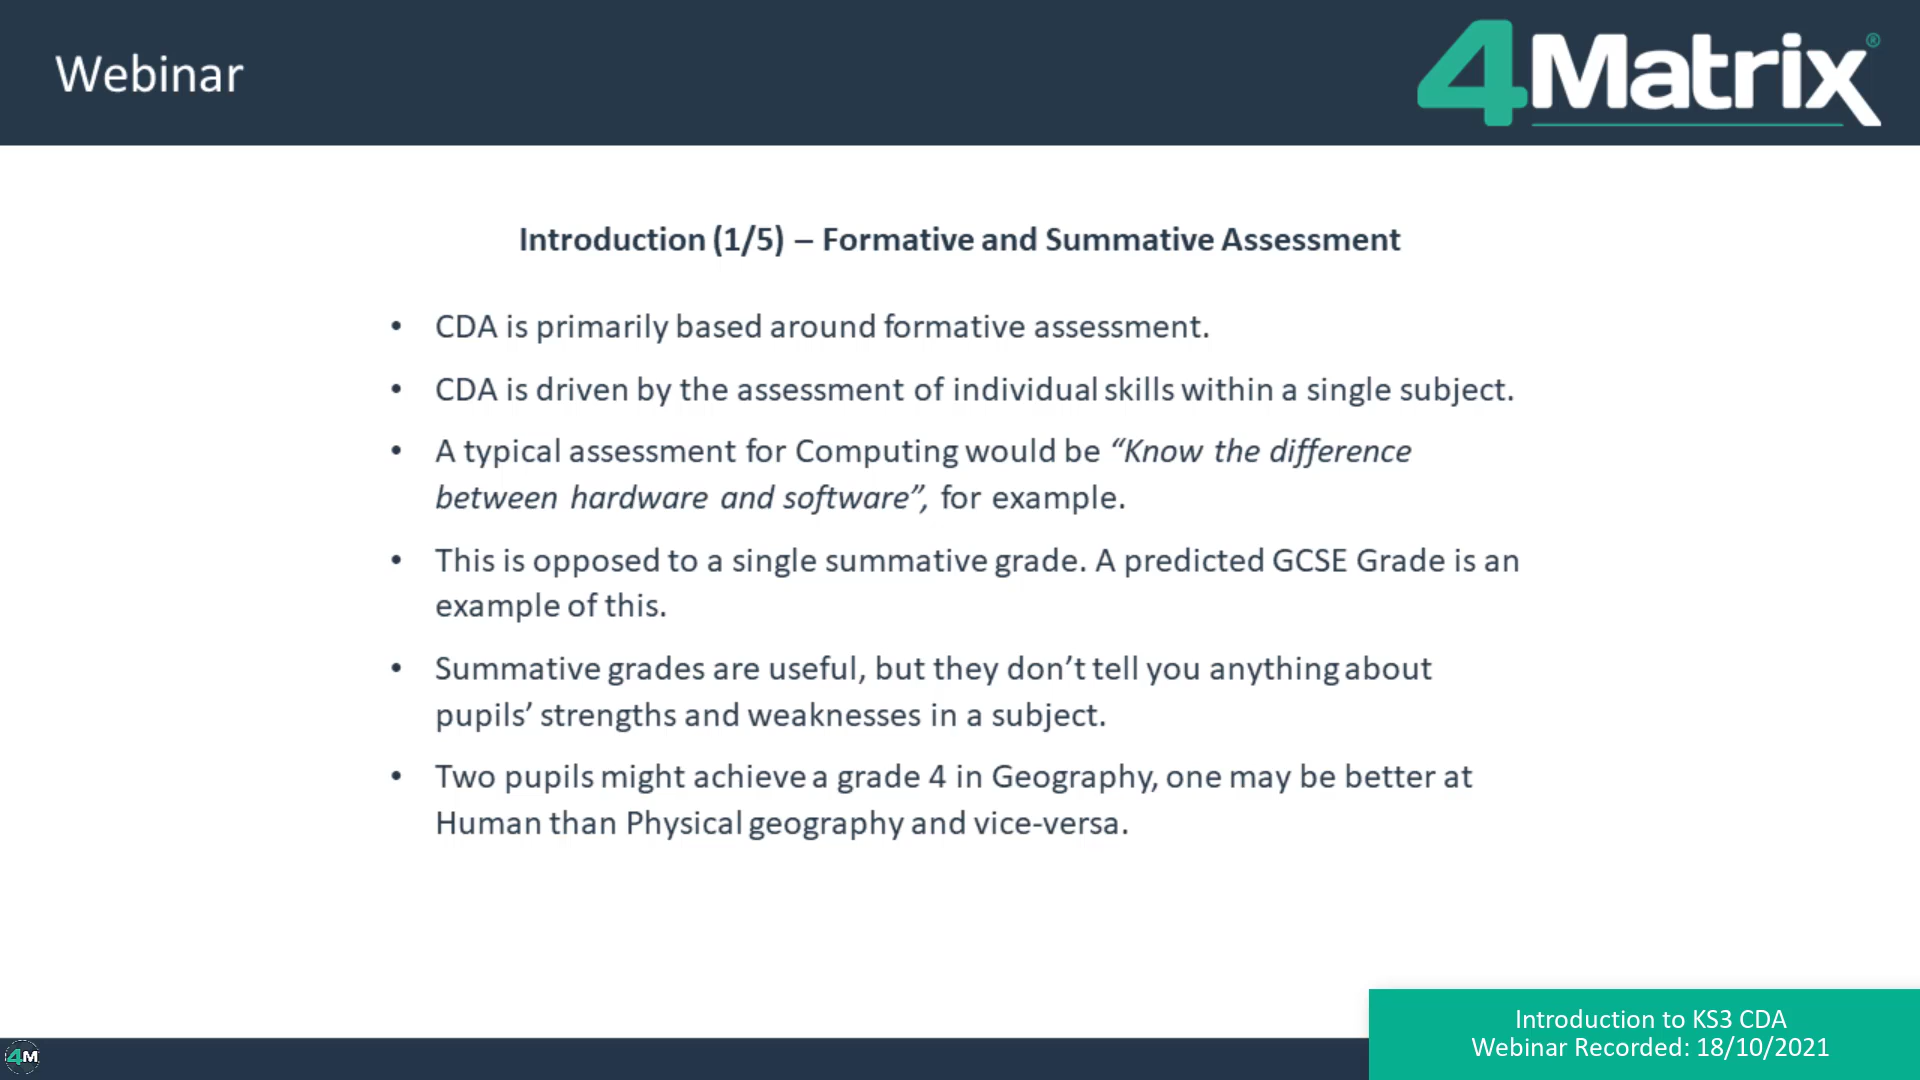 Webinar
4Matrix®
Introduction (1/5) – Formative and Summative Assessment
• CDA is primarily based around formative assessment.
• CDA is driven by the assessment of individual skills within a single subject.
• A typical assessment for Computing would be “Know the difference
between hardware and software”, for example.
• This is opposed to a single summative grade. A predicted GCSE Grade is an
example of this.
• Summative grades are useful, but they don’t tell you anything about
pupils’ strengths and weaknesses in a subject.
• Two pupils might achieve a grade 4 in Geography, one may be better at
Human than Physical geography and vice-versa.
Introduction to KS3 CDA
Webinar Recorded: 18/10/2021
4M